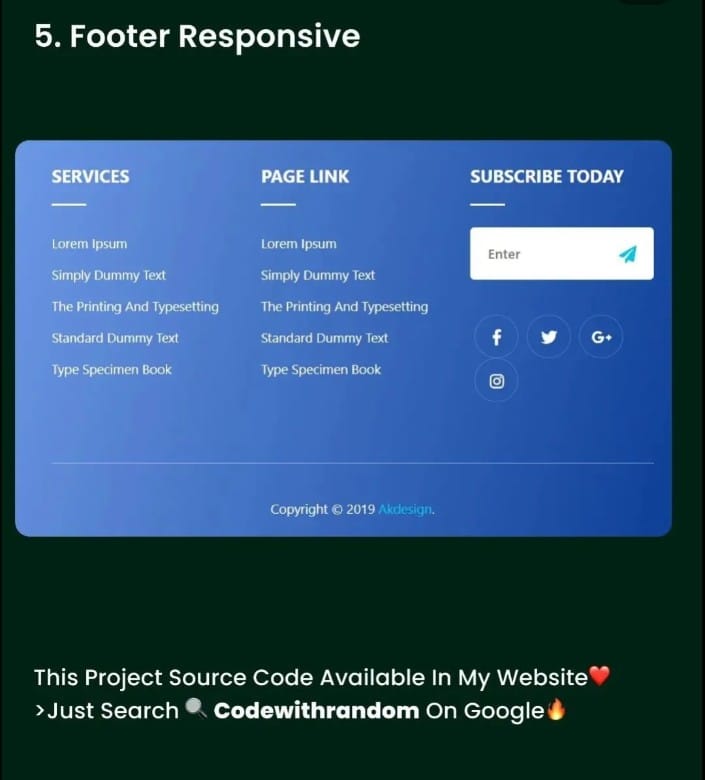 5. Footer Responsive
SERVICES
Lorem Ipsum
Simply Dummy Text
The Printing And Typesetting
Standard Dummy Text
Type Specimen Book
PAGE LINK
Lorem Ipsum
Simply Dummy Text
The Printing And Typesetting
Standard Dummy Text
Type Specimen Book
SUBSCRIBE TODAY
Enter
G+
Copyright © 2019 Akdesign.
This Project Source Code Available In My Website❤️
>Just Search 🔍 Codewithrandom On Google🔥